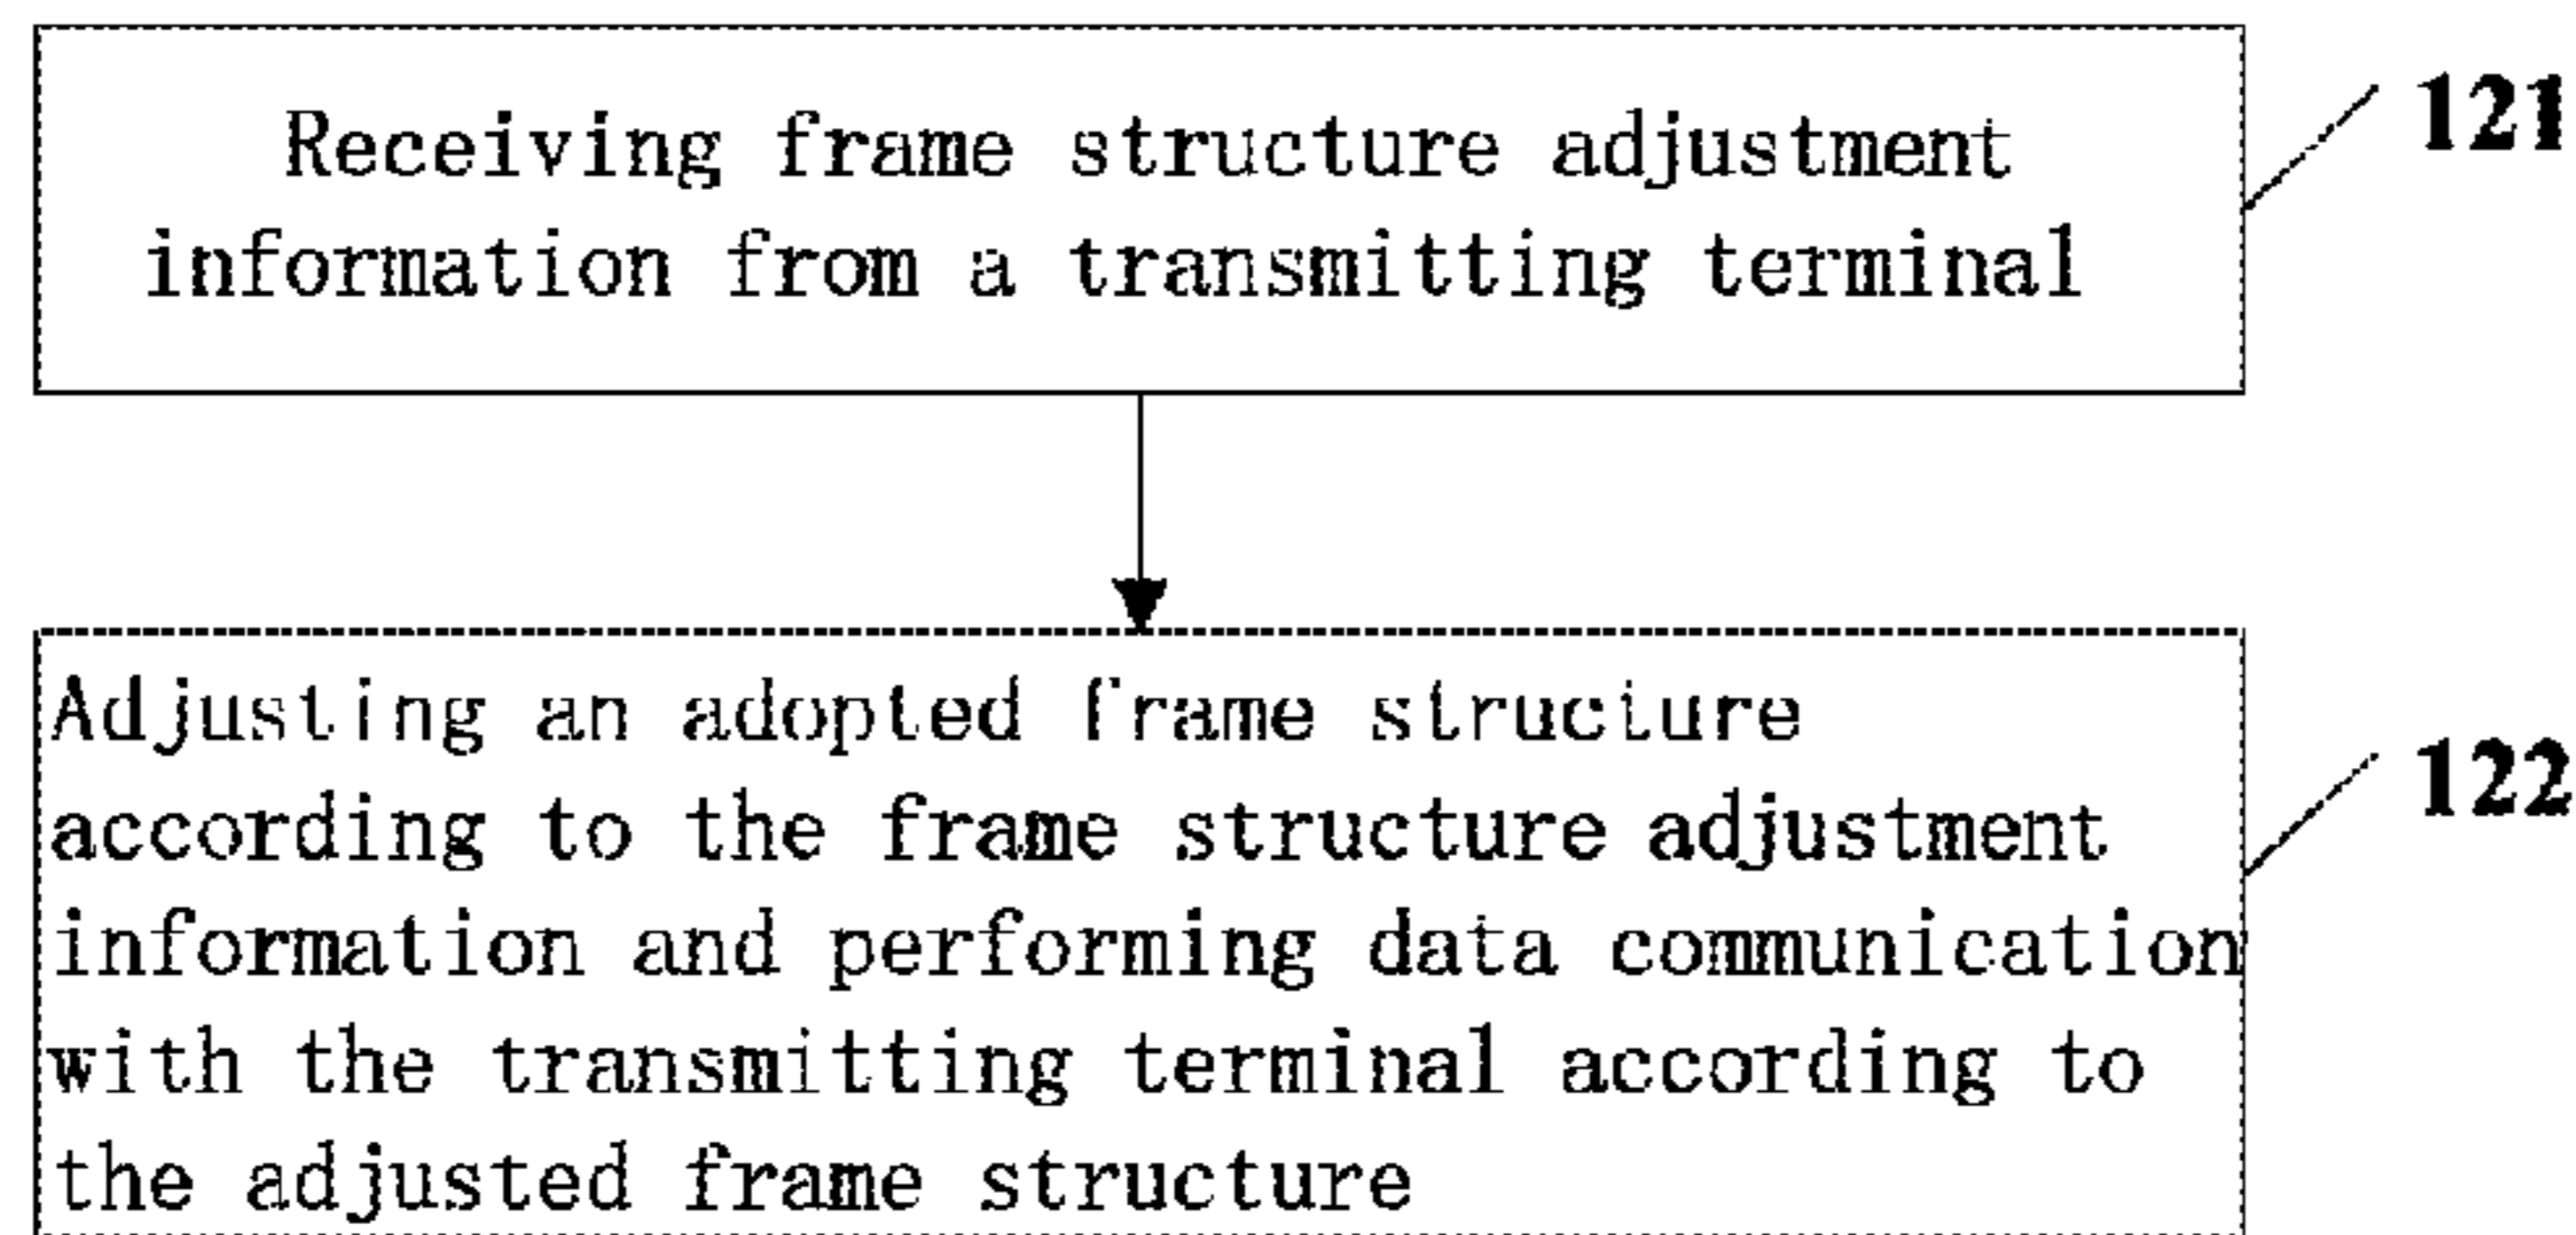 Receiving frame structure adjustment
information from a transmitting terminal
121
Adjusting an adopted frame structure
according to the frame structure adjustment
information and performing data communication
with the transmitting terminal according to
the adjusted frame structure
122